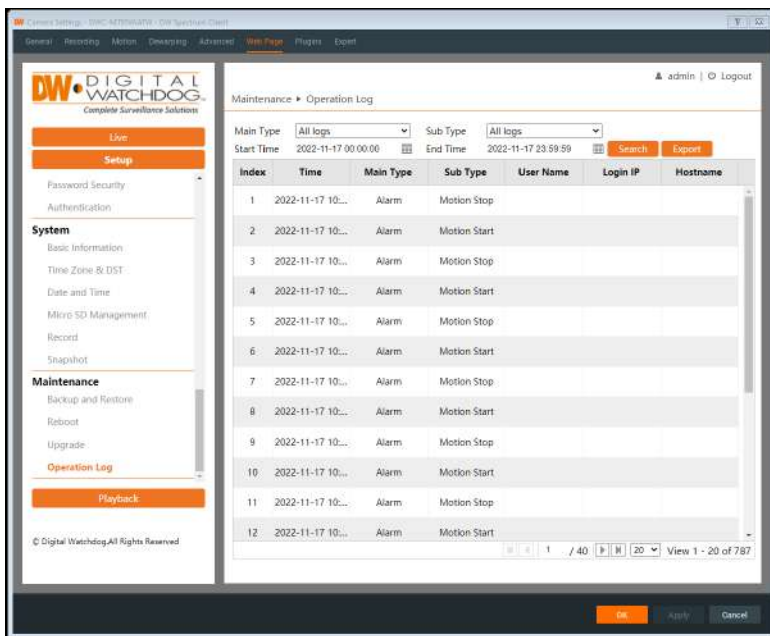 DW Camera Settings - DWC- - DW Spectrum Client
General Recording Motion Dewarping Advanced Web Page Plugins Expert
DW DIGITAL WATCHDOG
Complete Surveillance Solutions
admin | Logout
Live
Setup
Password Security
Authentication
System
Basic Information
Time Zone & DST
Date and Time
Micro SD Management
Record
Snapshot
Maintenance
Backup and Restore
Reboot
Upgrade
Operation Log
Playback
© Digital Watchdog.All Rights Reserved
Maintenance ▸ Operation Log
Main Type All logs Sub Type All logs
Start Time 2022-11-17 00:00:00 End Time 2022-11-17 23:59:59 Search Export
Index Time Main Type Sub Type User Name Login IP Hostname
1 2022-11-17 10:... Alarm Motion Stop
2 2022-11-17 10:... Alarm Motion Start
3 2022-11-17 10:... Alarm Motion Stop
4 2022-11-17 10:... Alarm Motion Start
5 2022-11-17 10:... Alarm Motion Stop
6 2022-11-17 10:... Alarm Motion Start
7 2022-11-17 10:... Alarm Motion Stop
8 2022-11-17 10:... Alarm Motion Start
9 2022-11-17 10:... Alarm Motion Stop
10 2022-11-17 10:... Alarm Motion Start
11 2022-11-17 10:... Alarm Motion Stop
12 2022-11-17 10:... Alarm Motion Start
1 / 40 20 View 1 - 20 of 787
OK Apply Cancel